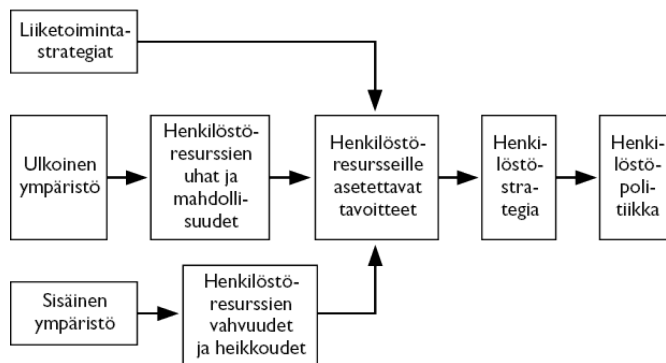 Liiketoiminta-
strategiat
Ulkoinen
ympäristö
Henkilöstö-
resurssien
uhat ja
mahdolli-
suudet
Henkilöstö-
resursseille
asetettavat
tavoitteet
Henki-
löstö-
stra-
tegia
Henki-
löstö-
poli-
tiikka
Sisäinen
ympäristö
Henkilöstö-
resurssien
vahvuudet
ja heikkoudet